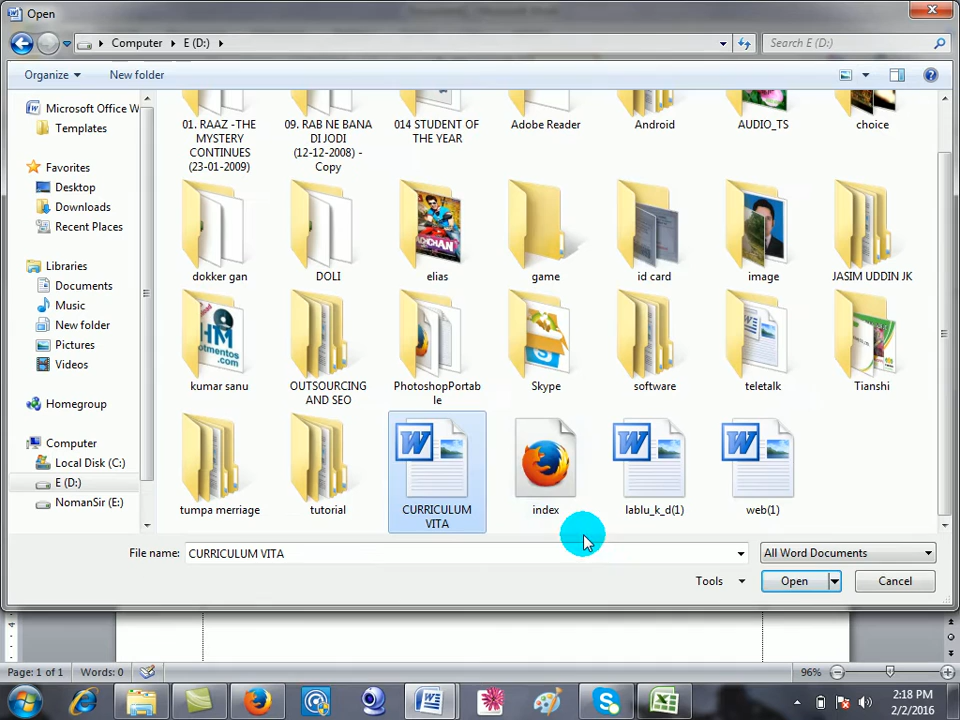 Open
Computer
E (D:)
Search E (D:)
Organize
New folder
Microsoft Office W
Templates
Favorites
Desktop
Downloads
Recent Places
Libraries
Documents
Music
New folder
Pictures
Videos
Homegroup
Computer
Local Disk (C:)
E (D:)
NomanSir (E:)
01. RAAZ -THE
MYSTERY
CONTINUES
(23-01-2009)
09. RAB NE BANA
DI JODI
(12-12-2008) -
Copy
014 STUDENT OF
THE YEAR
Adobe Reader
Android
AUDIO_TS
choice
dokker gan
DOLI
elias
game
id card
image
JASIM UDDIN JK
kumar sanu
OUTSOURCING
AND SEO
PhotoshopPortab
le
Skype
software
teletalk
Tianshi
tumpa merriage
tutorial
CURRICULUM
VITA
index
lablu_k_d(1)
web(1)
File name:
CURRICULUM VITA
All Word Documents
Tools
Open
Cancel
Page: 1 of 1
Words: 0
96%
2:18 PM
2/2/2016